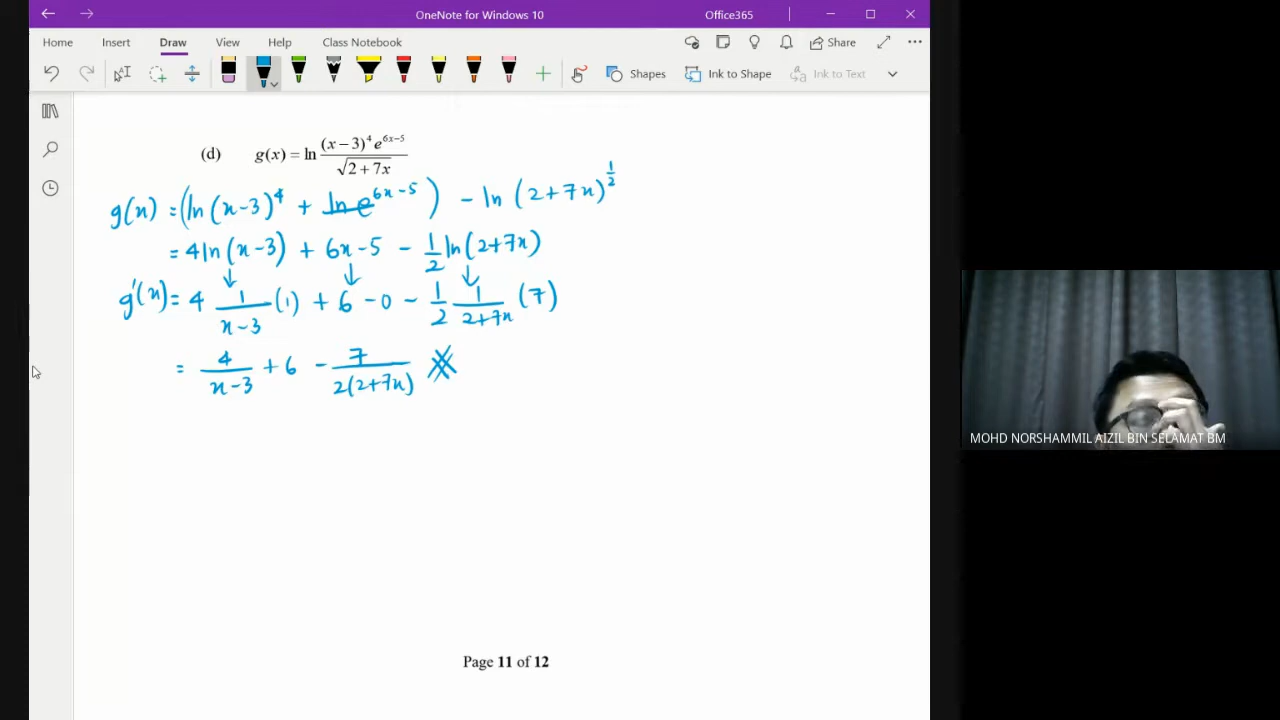 OneNote for Windows 10
Office365
Home Insert Draw View Help Class Notebook
Share
Shapes Ink to Shape Ink to Text
(d) g(x) = ln (x − 3)⁴ e⁶ˣ⁻⁵ / √(2 + 7x)
g(x) = (ln (x−3)⁴ + ln e⁶ˣ⁻⁵) − ln (2+7x)^½
= 4 ln (x−3) + 6x − 5 − ½ ln (2+7x)
↓ ↓ ↓
g'(x) = 4 1/(x−3) (1) + 6 − 0 − ½ 1/(2+7x) (7)
= 4/(x−3) + 6 − 7/(2(2+7x))
MOHD NORSHAMMIL AIZIL BIN SELAMAT BM
Page 11 of 12